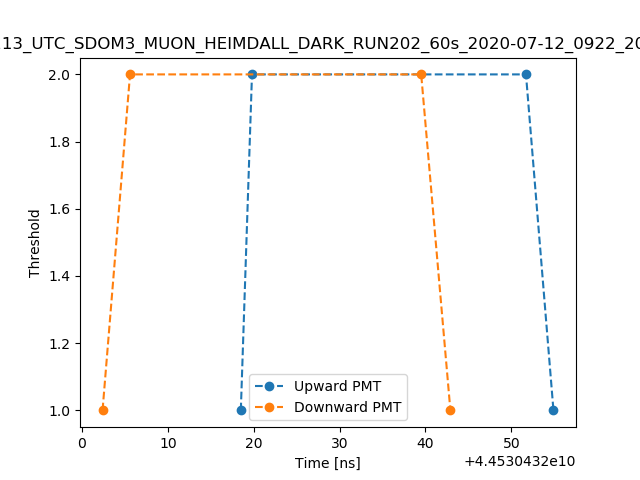 13_UTC_SDOM3_MUON_HEIMDALL_DARK_RUN202_60s_2020-07-12_0922_20
2.0
1.8
1.6
1.4
1.2
1.0
Threshold
Upward PMT
Downward PMT
0 10 20 30 40 50
Time [ns]
+4.4530432e10